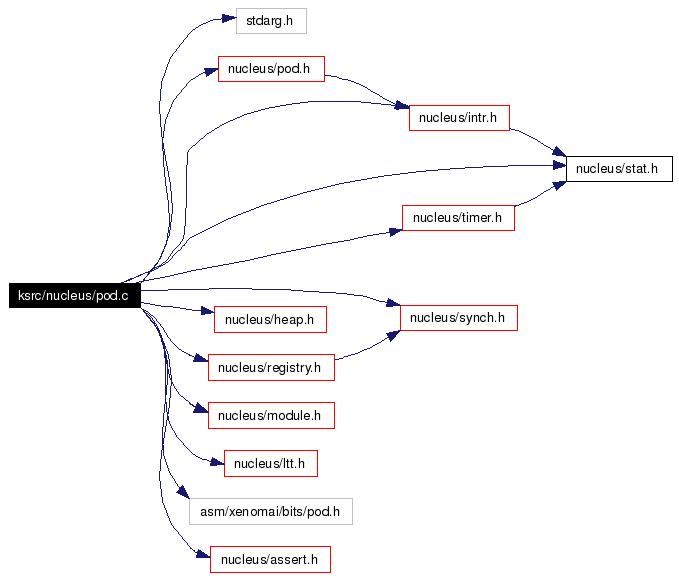 stdarg.h
nucleus/pod.h
nucleus/intr.h
nucleus/stat.h
nucleus/timer.h
ksrc/nucleus/pod.c
nucleus/heap.h
nucleus/synch.h
nucleus/registry.h
nucleus/module.h
nucleus/ltt.h
asm/xenomai/bits/pod.h
nucleus/assert.h